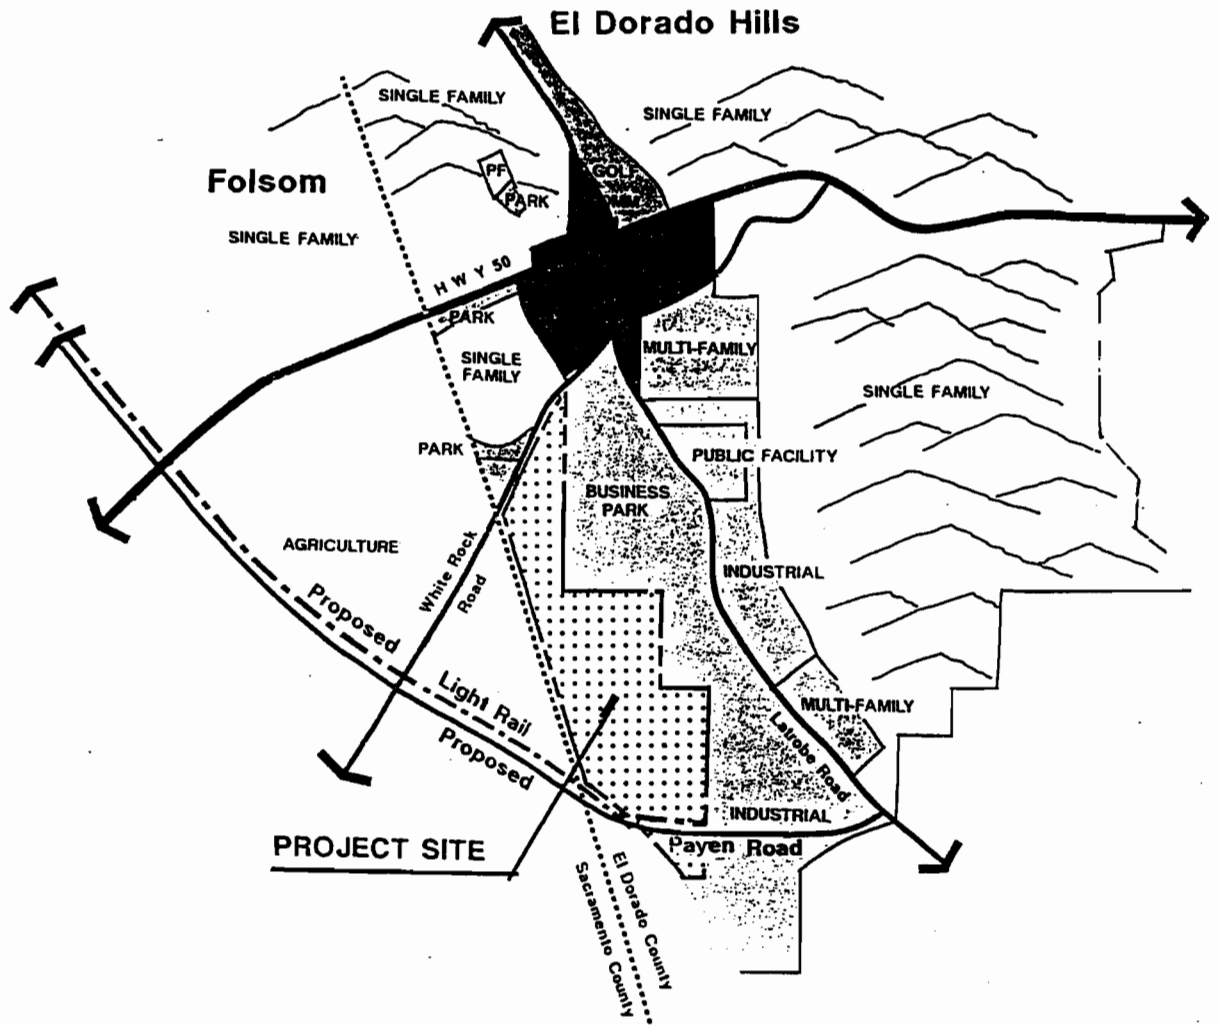 El Dorado Hills
SINGLE FAMILY
SINGLE FAMILY
Folsom
PF
PARK
GOLF
SINGLE FAMILY
HWY 50
PARK
SINGLE
FAMILY
MULTI-FAMILY
SINGLE FAMILY
PARK
PUBLIC FACILITY
BUSINESS
PARK
AGRICULTURE
White Rock
Road
INDUSTRIAL
Proposed
Light Rail
Proposed
MULTI-FAMILY
Latrobe Road
INDUSTRIAL
PROJECT SITE
Payen Road
El Dorado County
Sacramento County